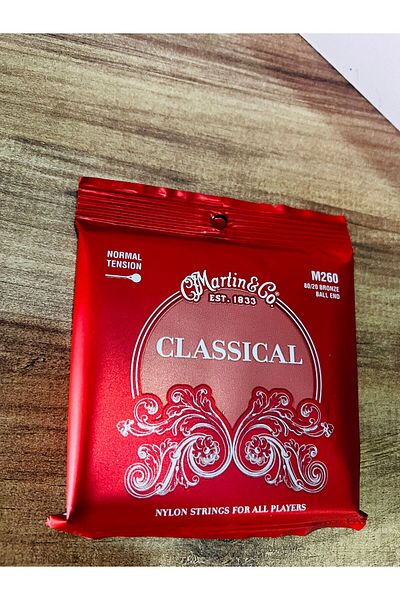 NORMAL
TENSION
M260
80/20 BRONZE
BALL END
Martin & Co.
EST. 1833
CLASSICAL
NYLON STRINGS FOR ALL PLAYERS